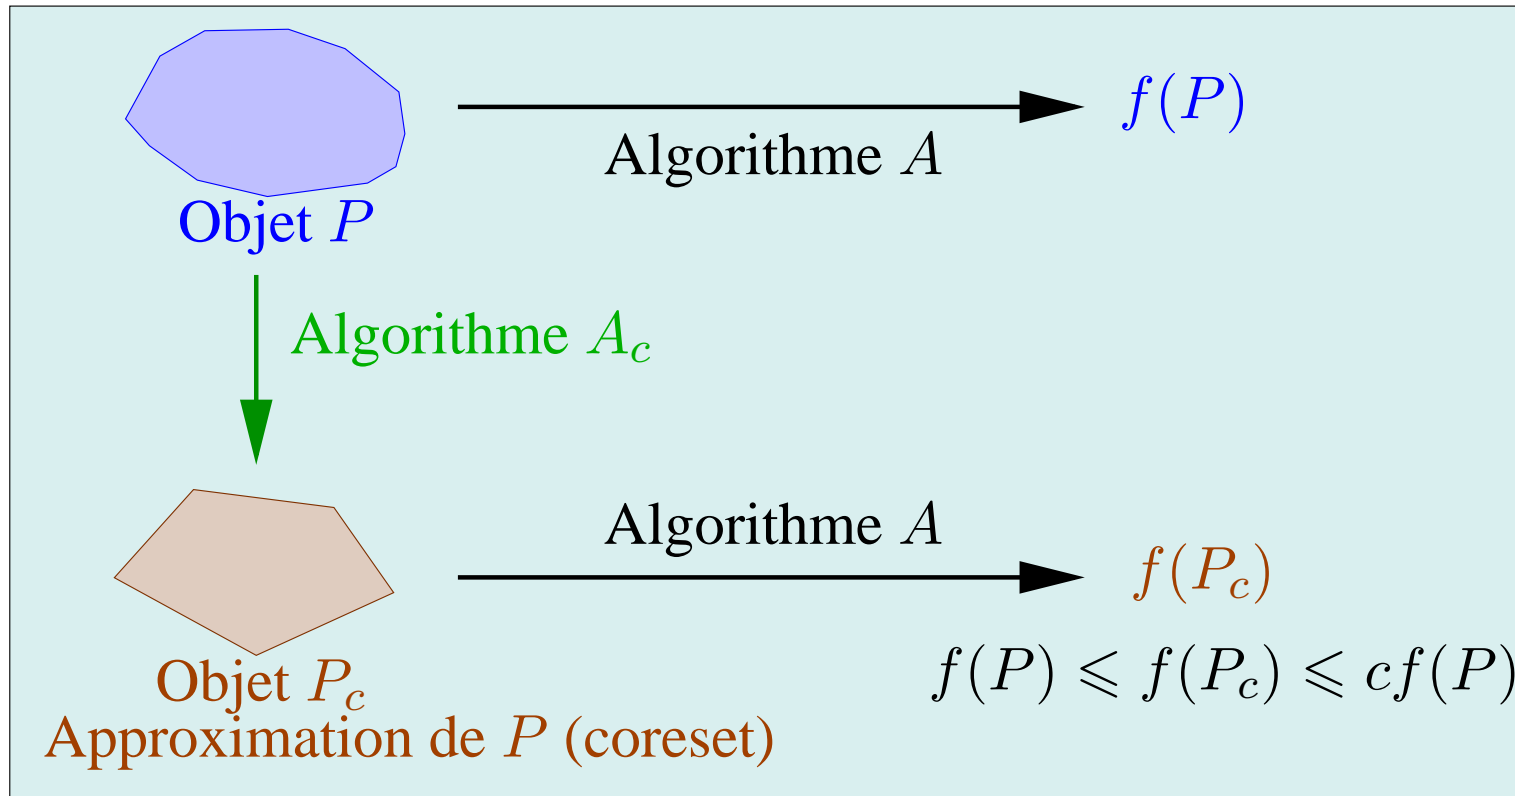 f(P)
Algorithme A
Objet P
Algorithme A_c
Algorithme A
f(P_c)
f(P) ⩽ f(P_c) ⩽ cf(P)
Objet P_c
Approximation de P (coreset)